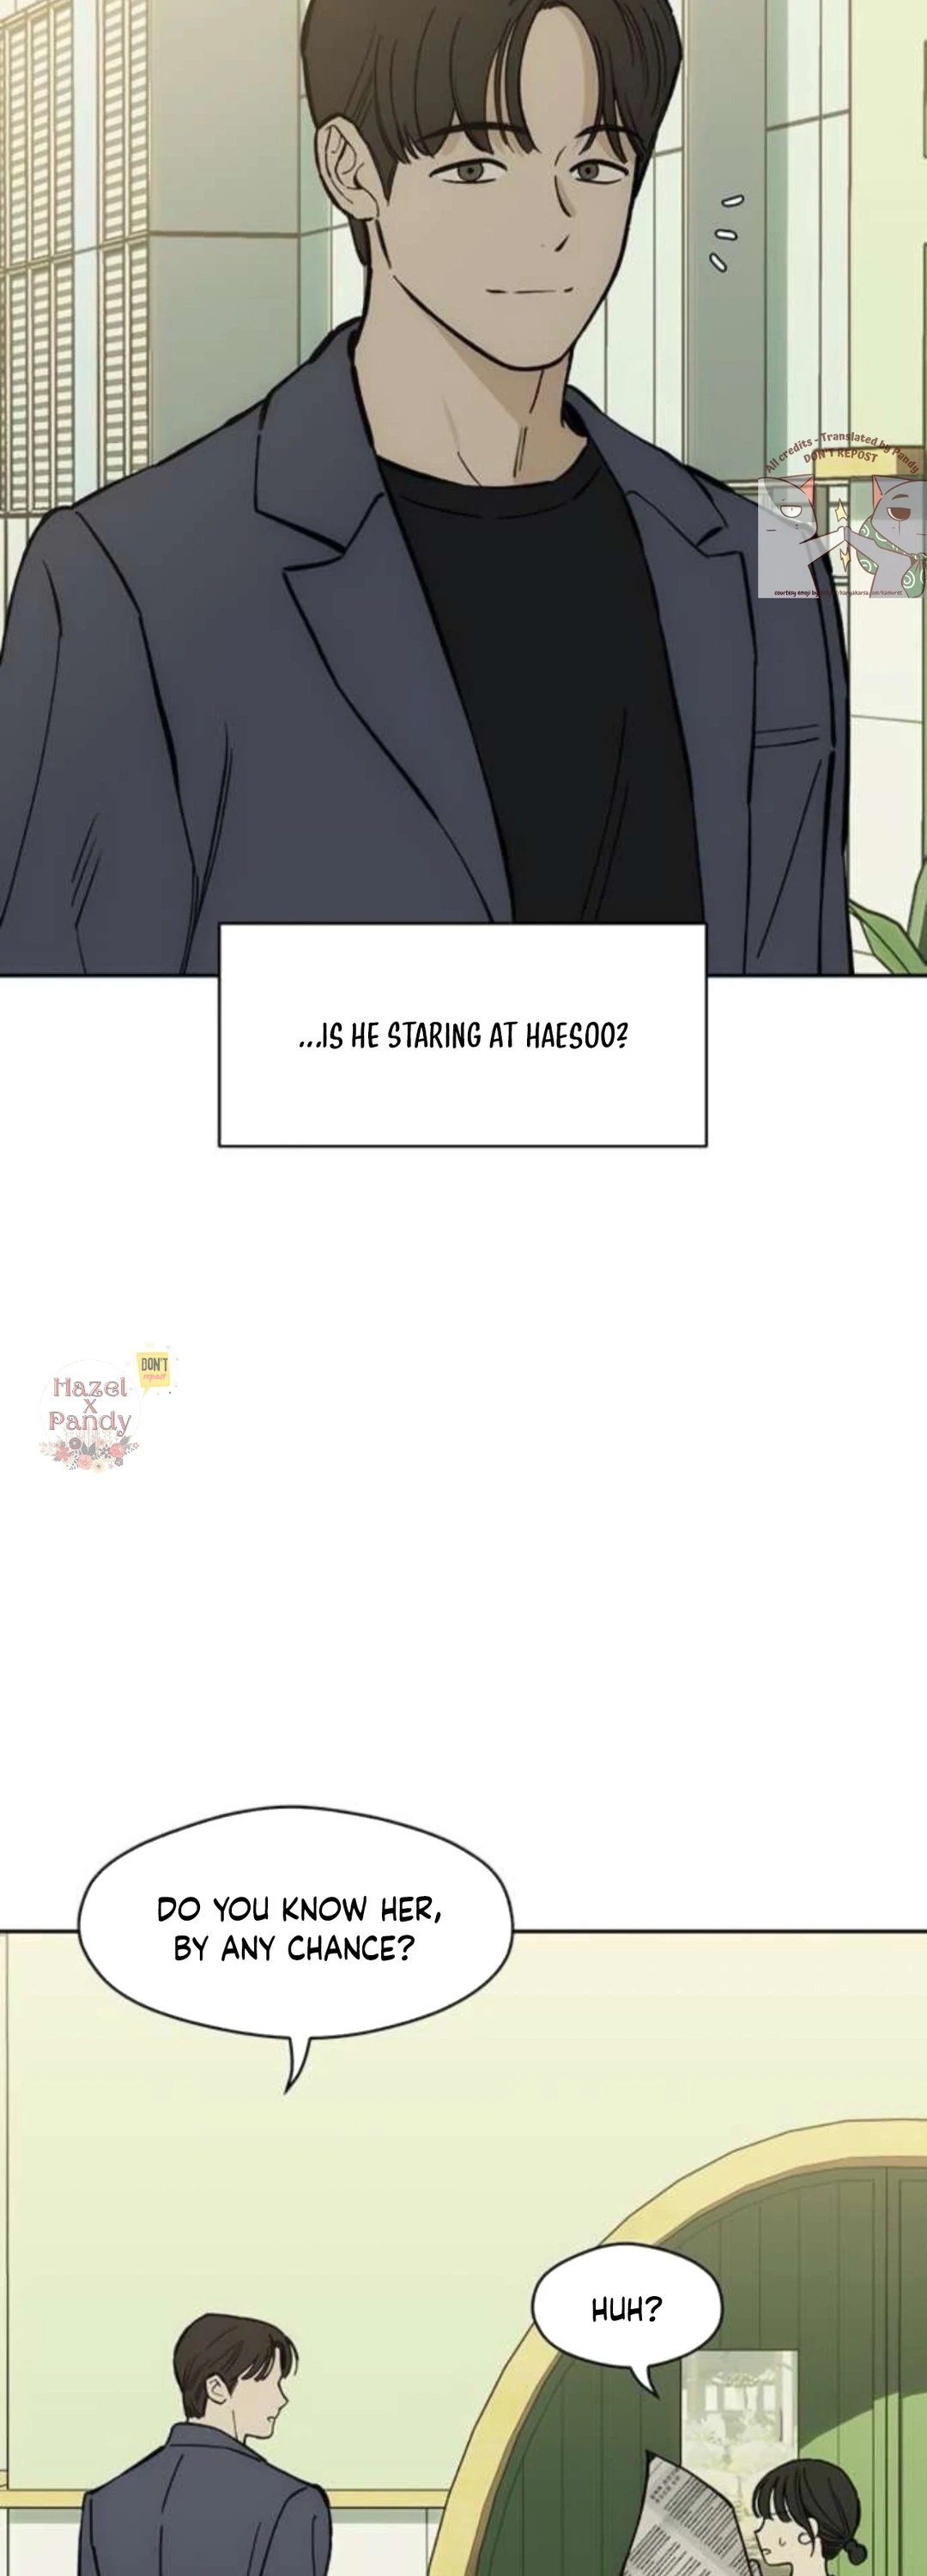 All credits - Translated by Pandy
DON'T REPOST
...IS HE STARING AT HAESOO?
DON'T
repost
Hazel
x
Pandy
DO YOU KNOW HER,
BY ANY CHANCE?
HUH?